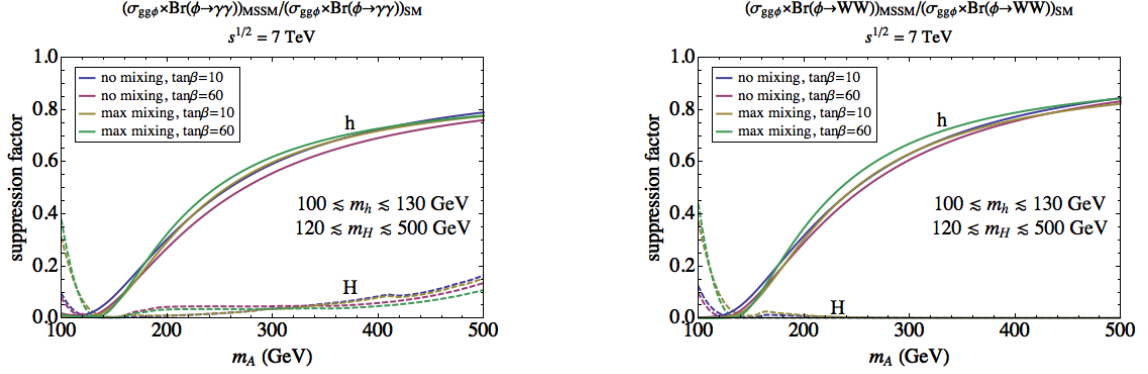 (σggϕ×Br(ϕ→γγ))MSSM/(σggϕ×Br(ϕ→γγ))SM
s1/2 = 7 TeV
1.0
0.8
0.6
0.4
0.2
0.0
suppression factor
no mixing, tanβ=10
no mixing, tanβ=60
max mixing, tanβ=10
max mixing, tanβ=60
h
100 ≲ mh ≲ 130 GeV
120 ≲ mH ≲ 500 GeV
H
100 200 300 400 500
mA (GeV)
(σggϕ×Br(ϕ→WW))MSSM/(σggϕ×Br(ϕ→WW))SM
s1/2 = 7 TeV
1.0
0.8
0.6
0.4
0.2
0.0
suppression factor
no mixing, tanβ=10
no mixing, tanβ=60
max mixing, tanβ=10
max mixing, tanβ=60
h
100 ≲ mh ≲ 130 GeV
120 ≲ mH ≲ 500 GeV
H
100 200 300 400 500
mA (GeV)